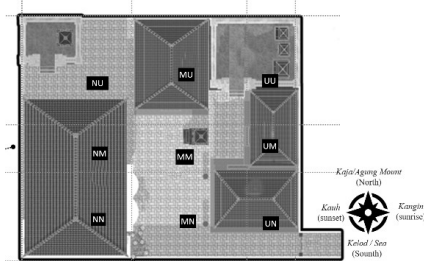 NU
MU
UU
NM
MM
UM
NN
MN
UN
Kaja/Agung Mount
(North)
Kauh
(sunset)
Kangin
(sunrise)
Kelod / Sea
(Sounth)